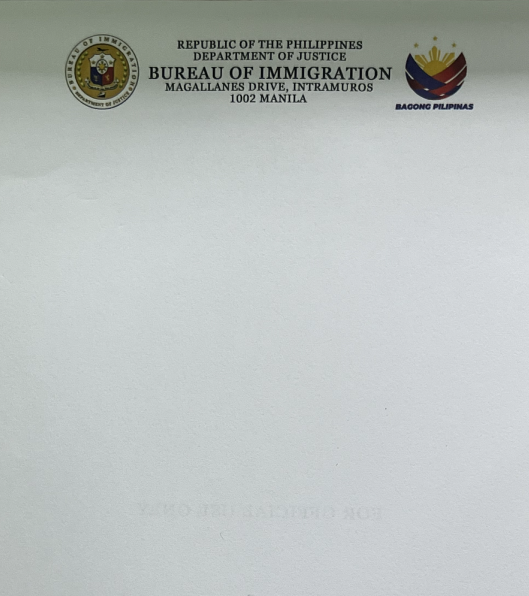 BUREAU OF IMMIGRATION
DEPARTMENT OF JUSTICE
REPUBLIC OF THE PHILIPPINES
DEPARTMENT OF JUSTICE
BUREAU OF IMMIGRATION
MAGALLANES DRIVE, INTRAMUROS
1002 MANILA
BAGONG PILIPINAS
FOR OFFICIAL USE ONLY